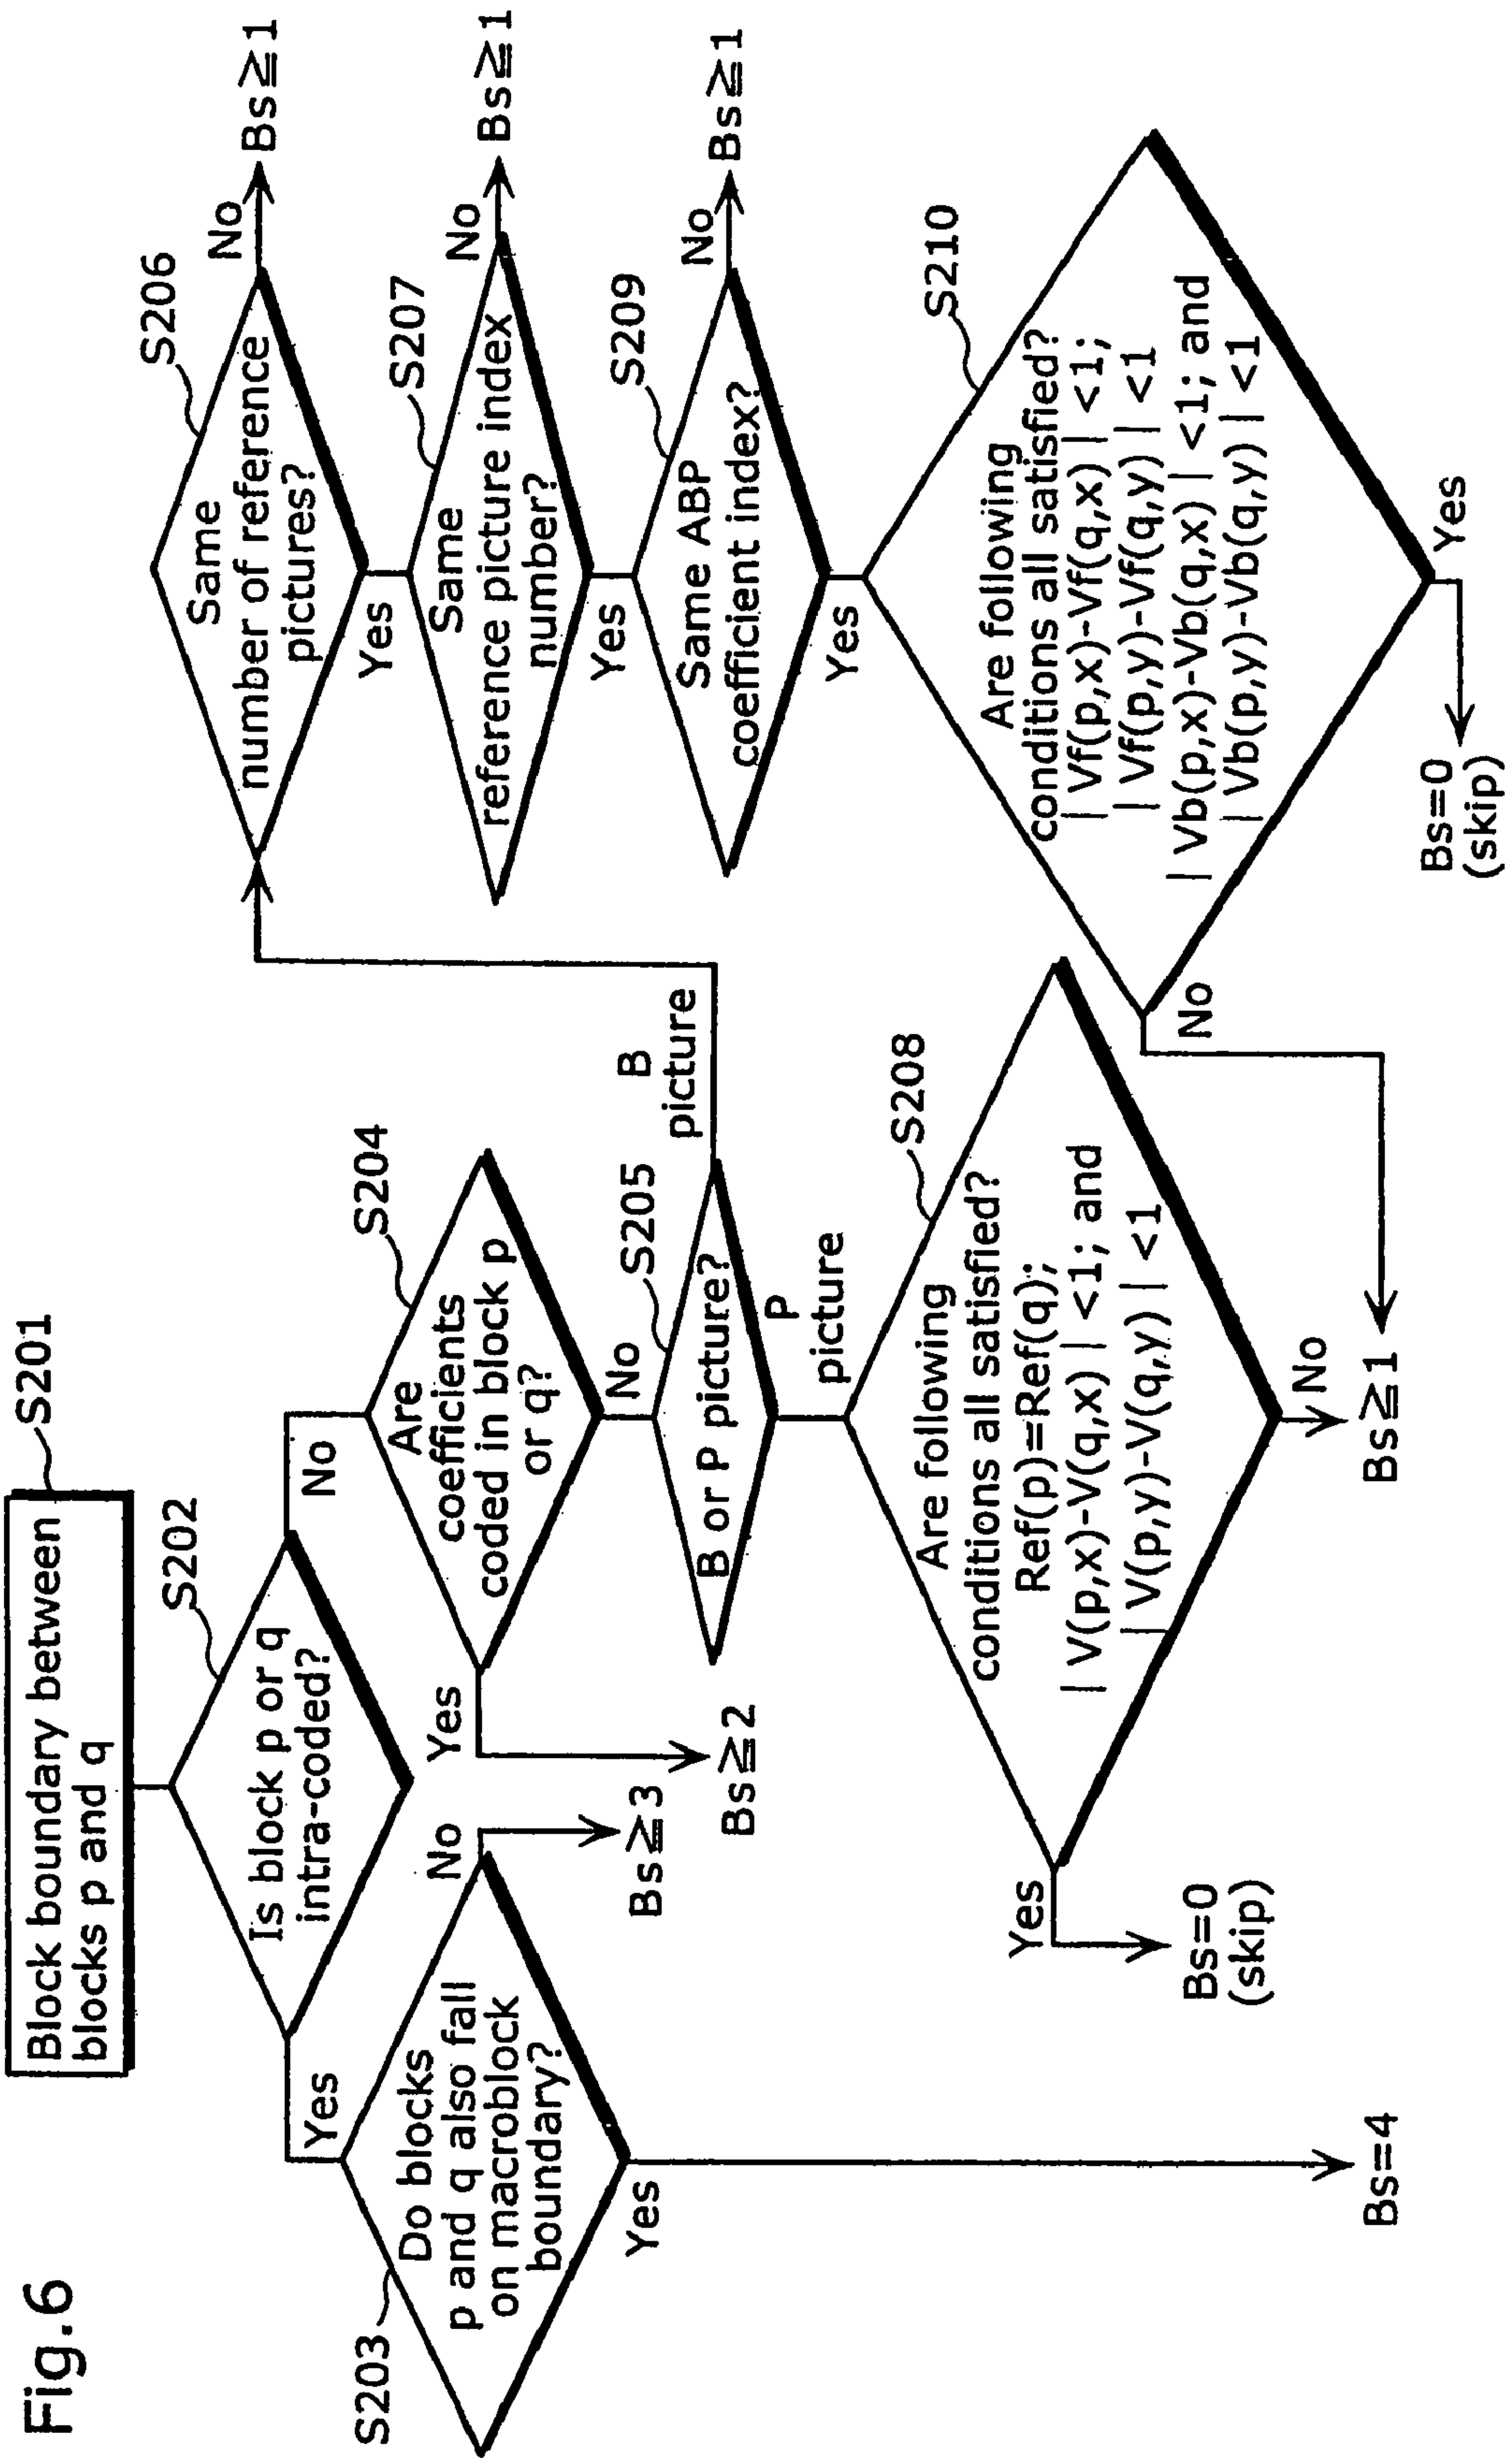 Fig.6
Block boundary between
blocks p and q
S201
Is block p or q
intra-coded?
S202
Yes
No
Do blocks
p and q also fall
on macroblock
boundary?
S203
No
Bs≧3
Yes
Bs=4
Are
coefficients
coded in block p
or q?
S204
Yes
Bs≧2
No
B or P picture?
S205
B
picture
P
picture
Same
number of reference
pictures?
S206
No
Bs≧1
Yes
Same
reference picture index
number?
S207
No
Bs≧1
Yes
Same ABP
coefficient index?
S209
No
Bs≧1
Yes
Are following
conditions all satisfied?
Ref(p)=Ref(q);
|V(p,x)-V(q,x)|<1; and
|V(p,y)-V(q,y)|<1
S208
Yes
Bs=0
(skip)
No
Bs≧1
Are following
conditions all satisfied?
|Vf(p,x)-Vf(q,x)|<1;
|Vf(p,y)-Vf(q,y)|<1
|Vb(p,x)-Vb(q,x)|<1; and
|Vb(p,y)-Vb(q,y)|<1
S210
No
Yes
Bs=0
(skip)